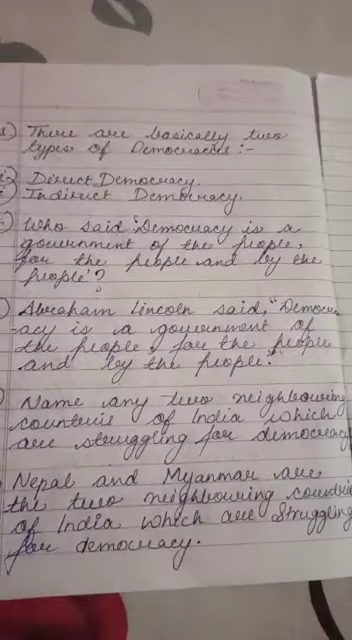 There are basically two
types of Democracies :-
Direct Democracy.
Indirect Democracy.
Who said "Democracy is a
government of the people,
for the people and by the
people"?
Abraham Lincoln said, "Democr-
acy is a government of
the people, for the people
and by the people."
Name any two neighbouring
countries of India which
are struggling for democracy
Nepal and Myanmar are
the two neighbouring countrie
of India which are struggling
for democracy.